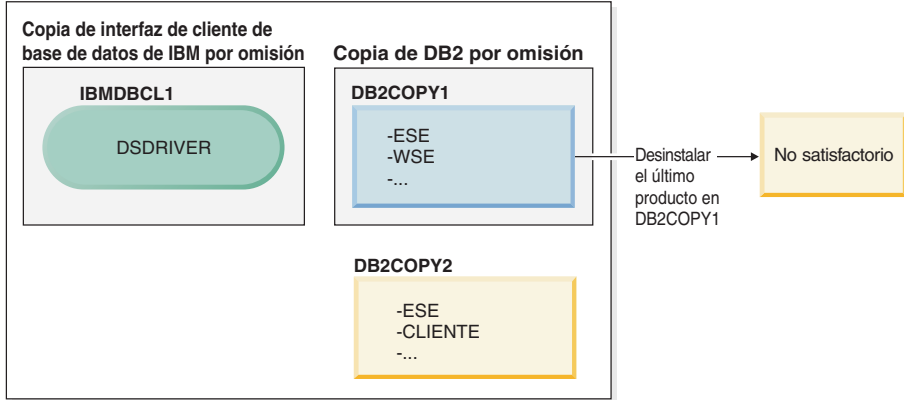 Copia de interfaz de cliente de
base de datos de IBM por omisión
IBMDBCL1
DSDRIVER
Copia de DB2 por omisión
DB2COPY1
-ESE
-WSE
-...
Desinstalar
el último
producto en
DB2COPY1
No satisfactorio
DB2COPY2
-ESE
-CLIENTE
-...